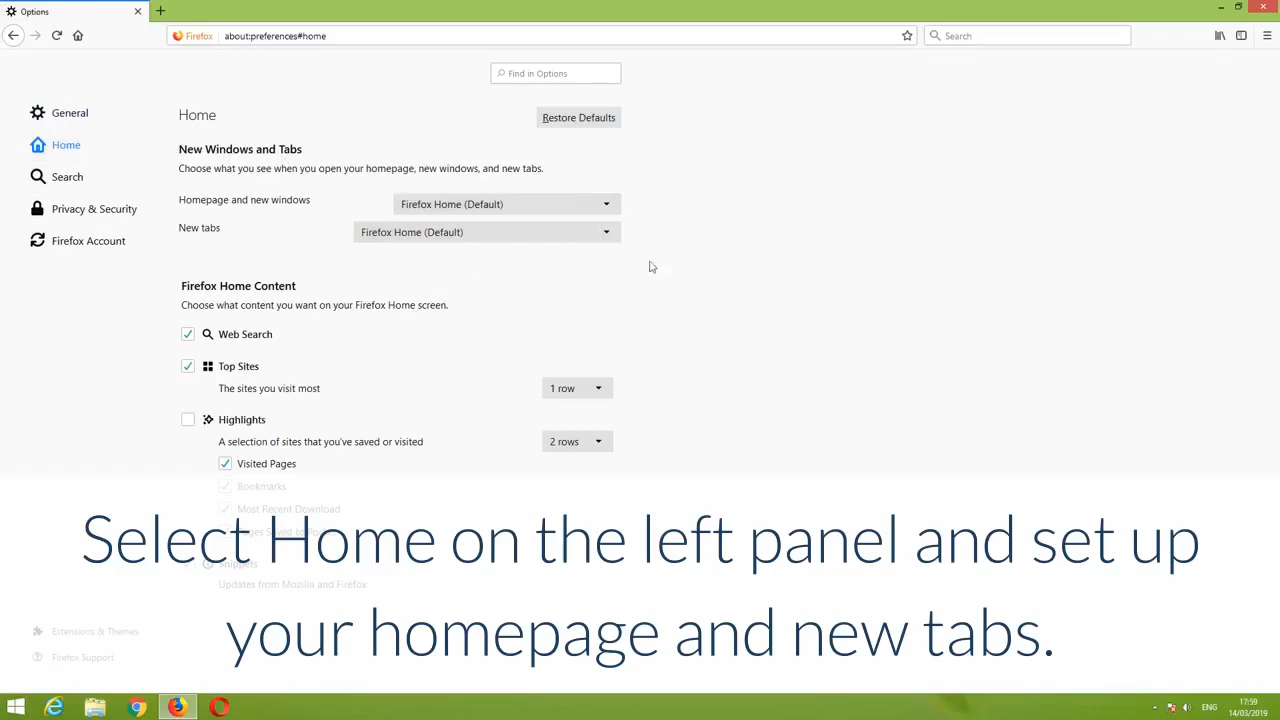 Options
Firefox
about:preferences#home
Search
Find in Options
General
Home
Search
Privacy & Security
Firefox Account
Home
Restore Defaults
New Windows and Tabs
Choose what you see when you open your homepage, new windows, and new tabs.
Homepage and new windows
Firefox Home (Default)
New tabs
Firefox Home (Default)
Firefox Home Content
Choose what content you want on your Firefox Home screen.
Web Search
Top Sites
The sites you visit most
1 row
Highlights
A selection of sites that you've saved or visited
2 rows
Visited Pages
Bookmarks
Most Recent Download
Snippets
Updates from Mozilla and Firefox
Select Home on the left panel and set up
your homepage and new tabs.
Extensions & Themes
Firefox Support
ENG
17:59
14/03/2019